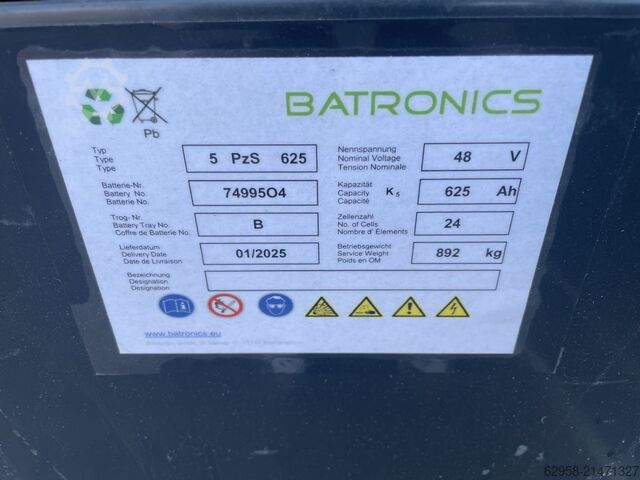 BATRONICS
Pb
Typ
Type
Type
5 PzS 625
Nennspannung
Nominal Voltage
Tension Nominale
48 V
Batterie-Nr.
Battery No.
Batterie No.
74995O4
Kapazität
Capacity
Capacité
K5
625 Ah
Trog- Nr.
Battery Tray No.
Coffre de Batterie No.
B
Zellenzahl
No. of Cells
Nombre d' Elements
24
Lieferdatum
Delivery Date
Date de Livraison
01/2025
Betriebsgewicht
Service Weight
Poids en OM
892 kg
Bezeichnung
Designation
Designation
www.batronics.eu
62958-21471327